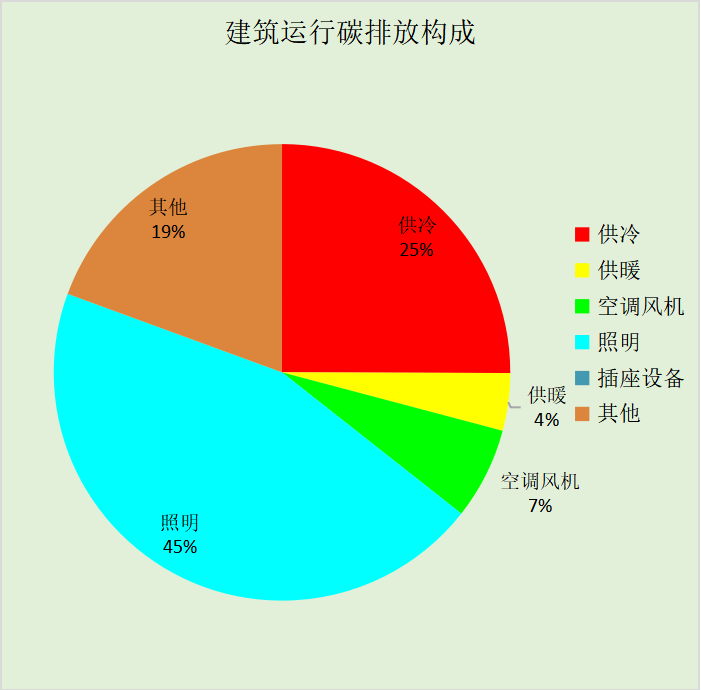 建筑运行碳排放构成
其他
19%
供冷
25%
供暖
4%
空调风机
7%
照明
45%
供冷
供暖
空调风机
照明
插座设备
其他